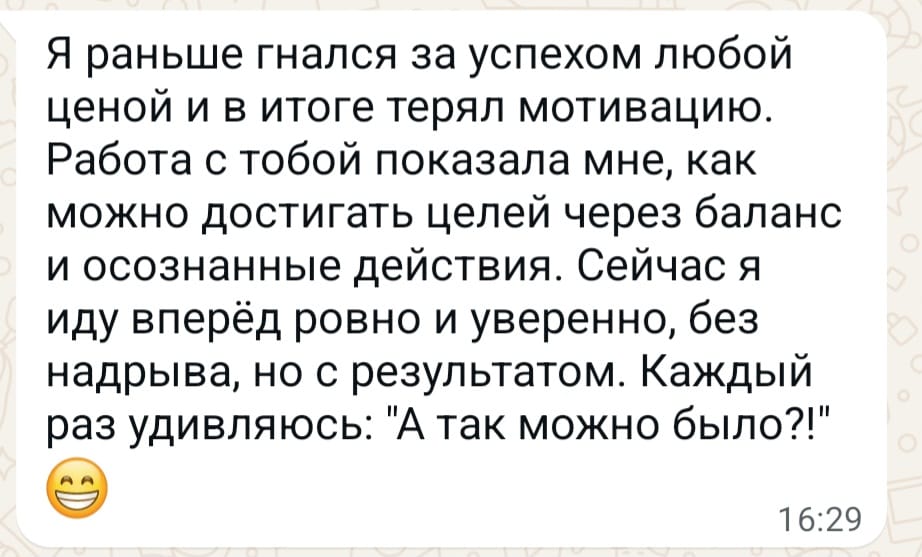 Я раньше гнался за успехом любой
ценой и в итоге терял мотивацию.
Работа с тобой показала мне, как
можно достигать целей через баланс
и осознанные действия. Сейчас я
иду вперёд ровно и уверенно, без
надрыва, но с результатом. Каждый
раз удивляюсь: "А так можно было?!"
😁
16:29